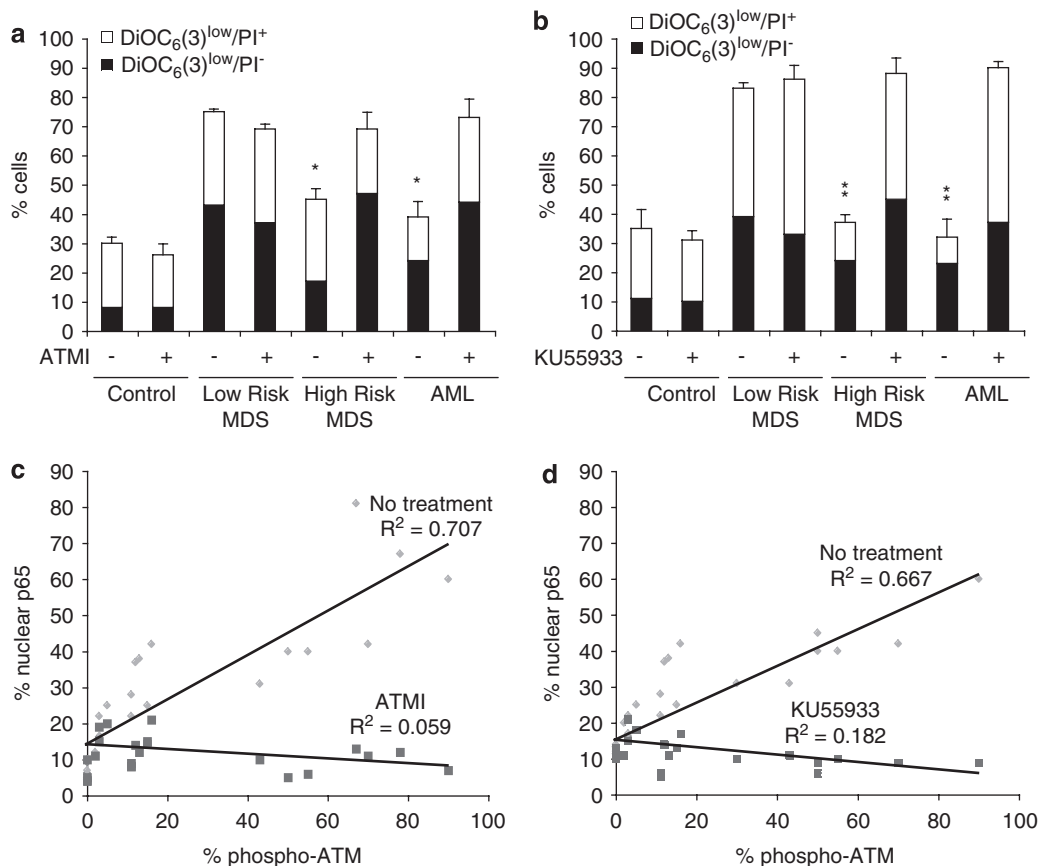 a
DiOC6(3)low/PI+
DiOC6(3)low/PI-
% cells
100
90
80
70
60
50
40
30
20
10
0
*
*
ATMI - + - + - + - +
Control Low Risk MDS High Risk MDS AML
b
DiOC6(3)low/PI+
DiOC6(3)low/PI-
% cells
100
90
80
70
60
50
40
30
20
10
0
**
**
KU55933 - + - + - + - +
Control Low Risk MDS High Risk MDS AML
c
% nuclear p65
90
80
70
60
50
40
30
20
10
0
No treatment
R2 = 0.707
ATMI
R2 = 0.059
0 20 40 60 80 100
% phospho-ATM
d
% nuclear p65
90
80
70
60
50
40
30
20
10
0
No treatment
R2 = 0.667
KU55933
R2 = 0.182
0 20 40 60 80 100
% phospho-ATM